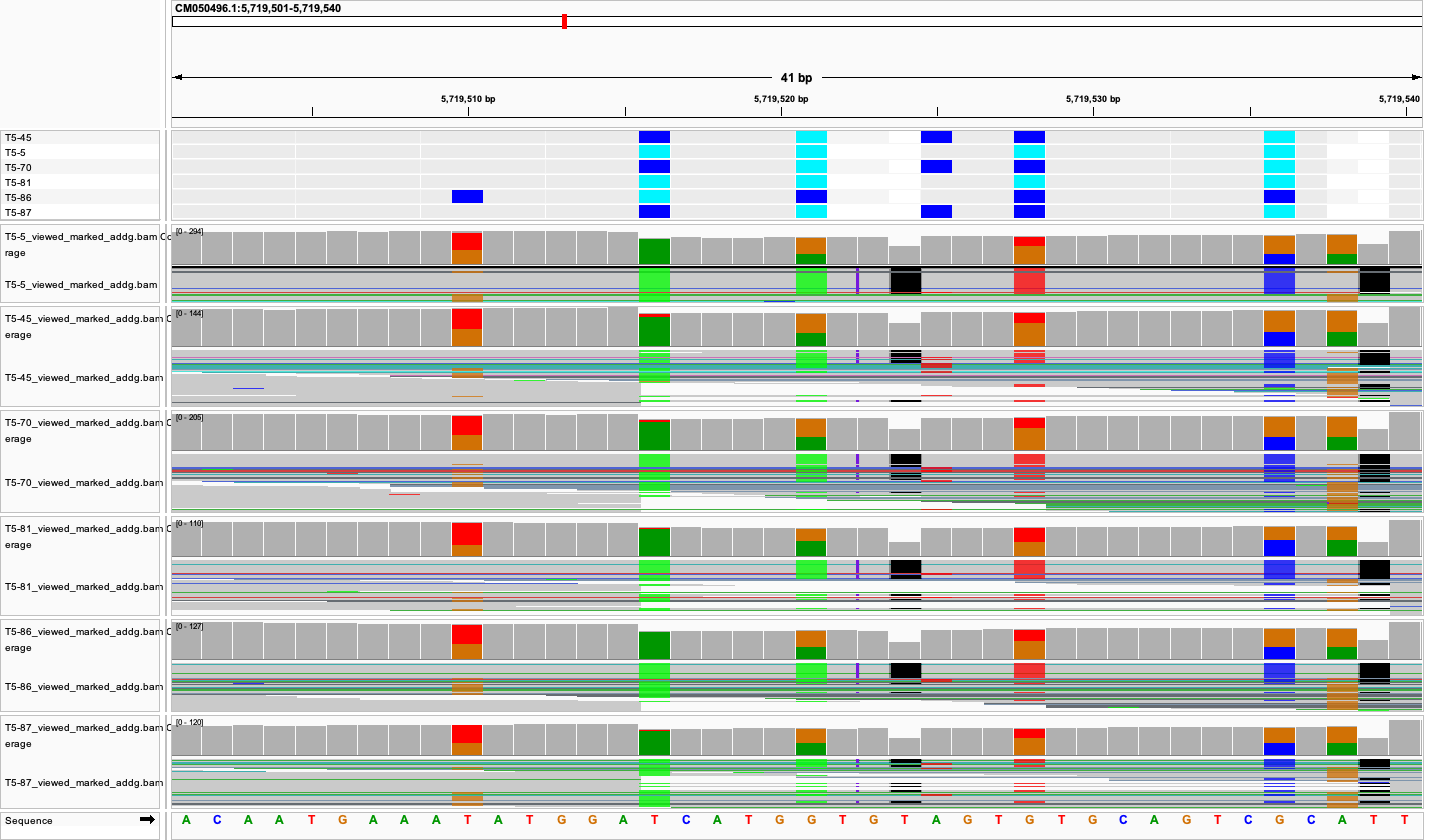 CM050496.1:5,719,501-5,719,540
41 bp
5,719,510 bp 5,719,520 bp 5,719,530 bp 5,719,540
T5-45
T5-5
T5-70
T5-81
T5-86
T5-87
T5-5_viewed_marked_addg.bam Co [0 - 294]
rage
T5-5_viewed_marked_addg.bam
T5-45_viewed_marked_addg.bam C [0 - 144]
erage
T5-45_viewed_marked_addg.bam
T5-70_viewed_marked_addg.bam C [0 - 205]
erage
T5-70_viewed_marked_addg.bam
T5-81_viewed_marked_addg.bam C [0 - 110]
erage
T5-81_viewed_marked_addg.bam
T5-86_viewed_marked_addg.bam C [0 - 127]
erage
T5-86_viewed_marked_addg.bam
T5-87_viewed_marked_addg.bam C [0 - 120]
erage
T5-87_viewed_marked_addg.bam
Sequence A C A A T G A A A T A T G G A T C A T G G T G T A G T G T G C A G T C G C A T T